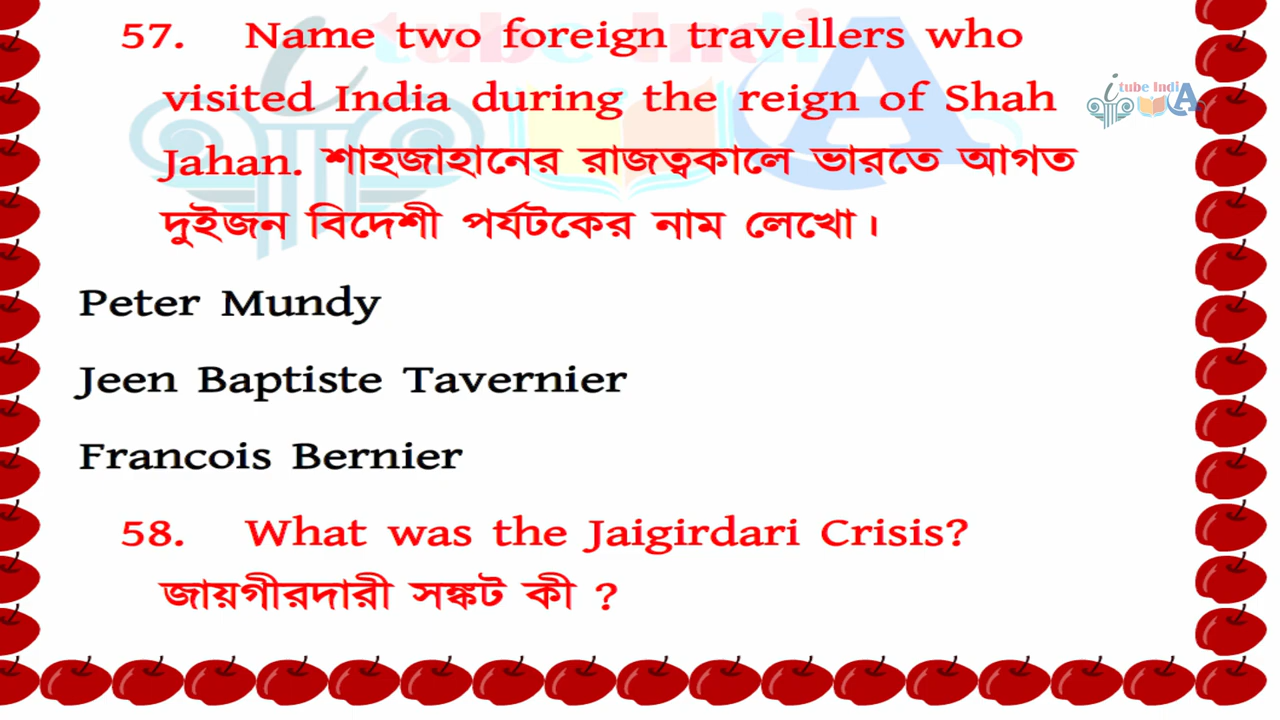 57. Name two foreign travellers who
visited India during the reign of Shah
Jahan. শাহজাহানের রাজত্বকালে ভারতে আগত
দুইজন বিদেশী পর্যটকের নাম লেখো।
Peter Mundy
Jeen Baptiste Tavernier
Francois Bernier
58. What was the Jaigirdari Crisis?
জায়গীরদারী সঙ্কট কী ?
i tube IndiA